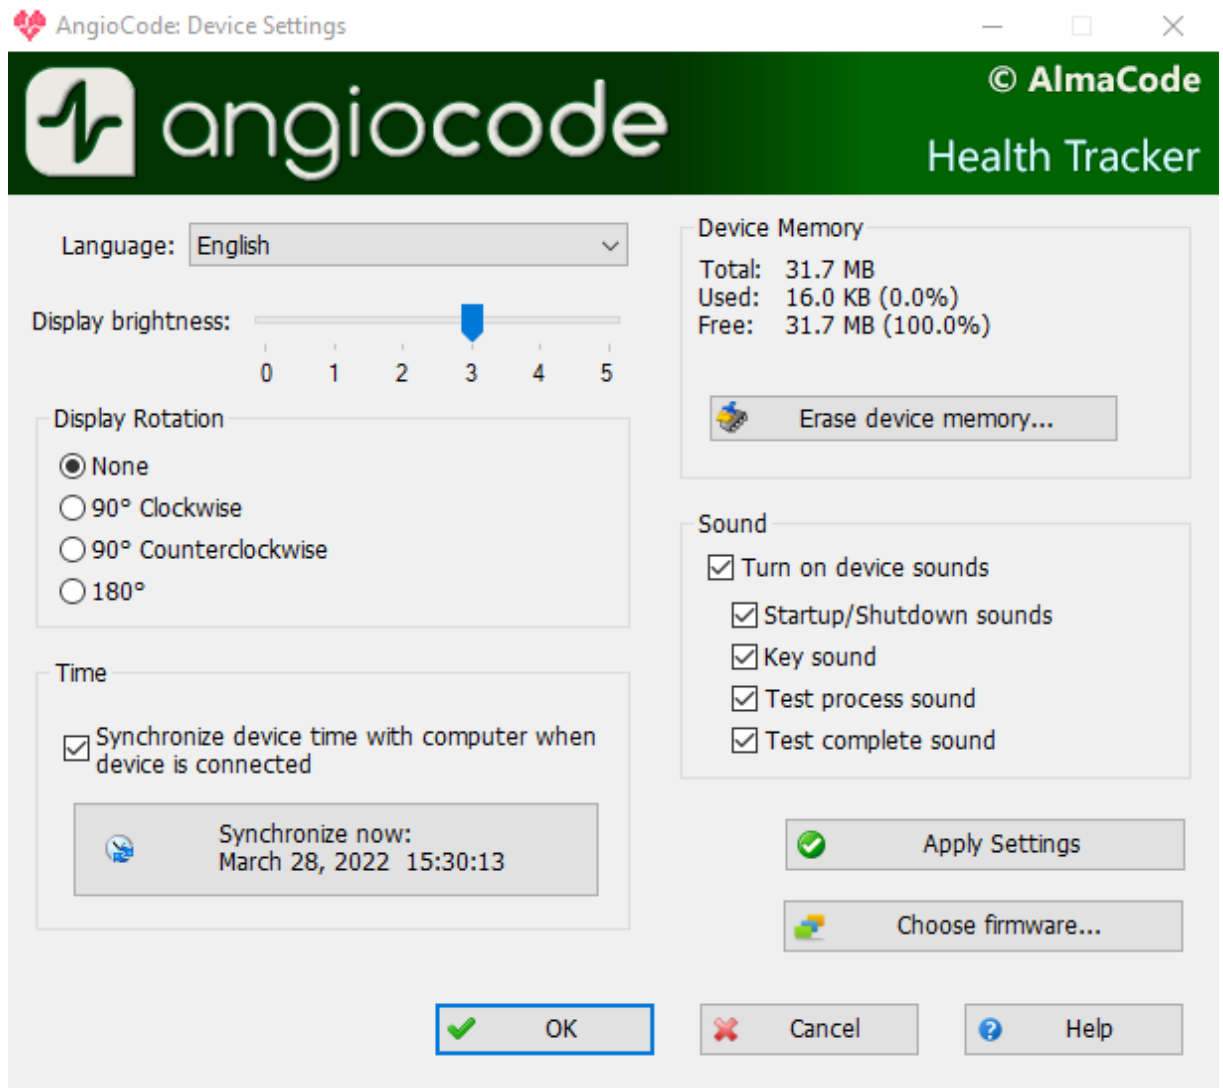 AngioCode: Device Settings
angiocode
© AlmaCode
Health Tracker
Language: English
Display brightness:
0 1 2 3 4 5
Display Rotation
None
90° Clockwise
90° Counterclockwise
180°
Time
Synchronize device time with computer when
device is connected
Synchronize now:
March 28, 2022 15:30:13
Device Memory
Total: 31.7 MB
Used: 16.0 KB (0.0%)
Free: 31.7 MB (100.0%)
Erase device memory...
Sound
Turn on device sounds
Startup/Shutdown sounds
Key sound
Test process sound
Test complete sound
Apply Settings
Choose firmware...
OK
Cancel
Help